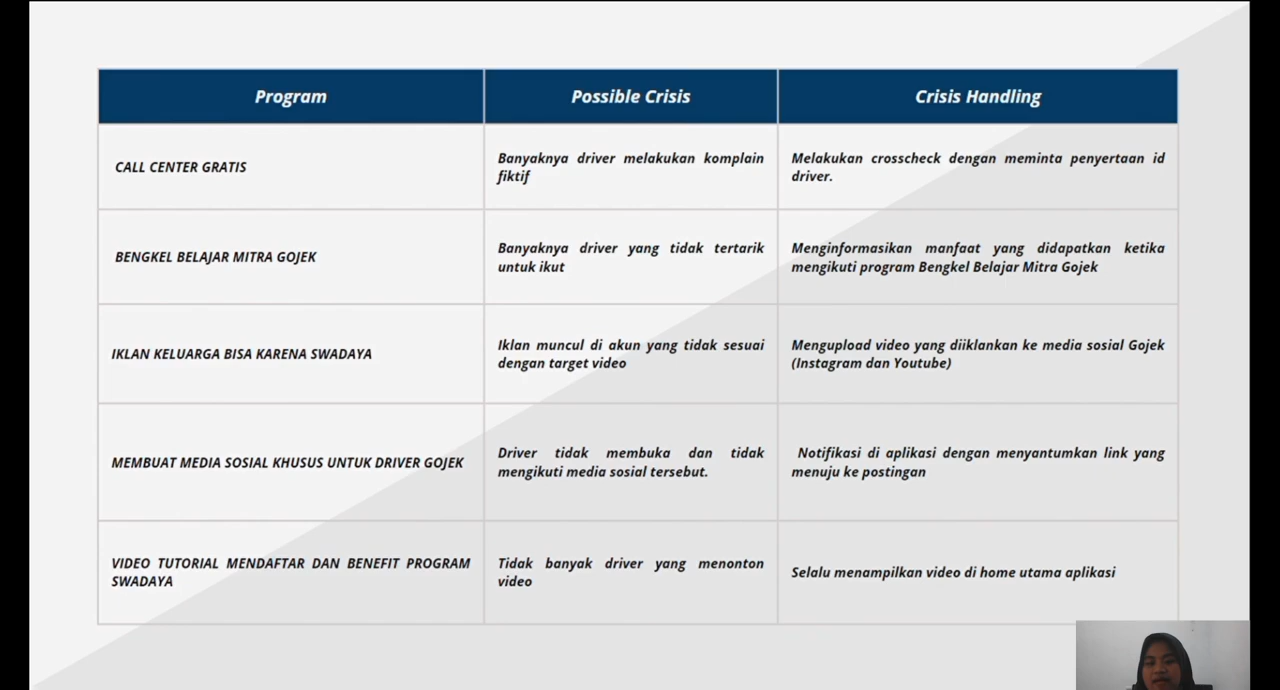 Program
Possible Crisis
Crisis Handling
CALL CENTER GRATIS
Banyaknya driver melakukan komplain
fiktif
Melakukan crosscheck dengan meminta penyertaan id
driver.
BENGKEL BELAJAR MITRA GOJEK
Banyaknya driver yang tidak tertarik
untuk ikut
Menginformasikan manfaat yang didapatkan ketika
mengikuti program Bengkel Belajar Mitra Gojek
IKLAN KELUARGA BISA KARENA SWADAYA
Iklan muncul di akun yang tidak sesuai
dengan target video
Mengupload video yang diiklankan ke media sosial Gojek
(Instagram dan Youtube)
MEMBUAT MEDIA SOSIAL KHUSUS UNTUK DRIVER GOJEK
Driver tidak membuka dan tidak
mengikuti media sosial tersebut.
Notifikasi di aplikasi dengan menyantumkan link yang
menuju ke postingan
VIDEO TUTORIAL MENDAFTAR DAN BENEFIT PROGRAM
SWADAYA
Tidak banyak driver yang menonton
video
Selalu menampilkan video di home utama aplikasi